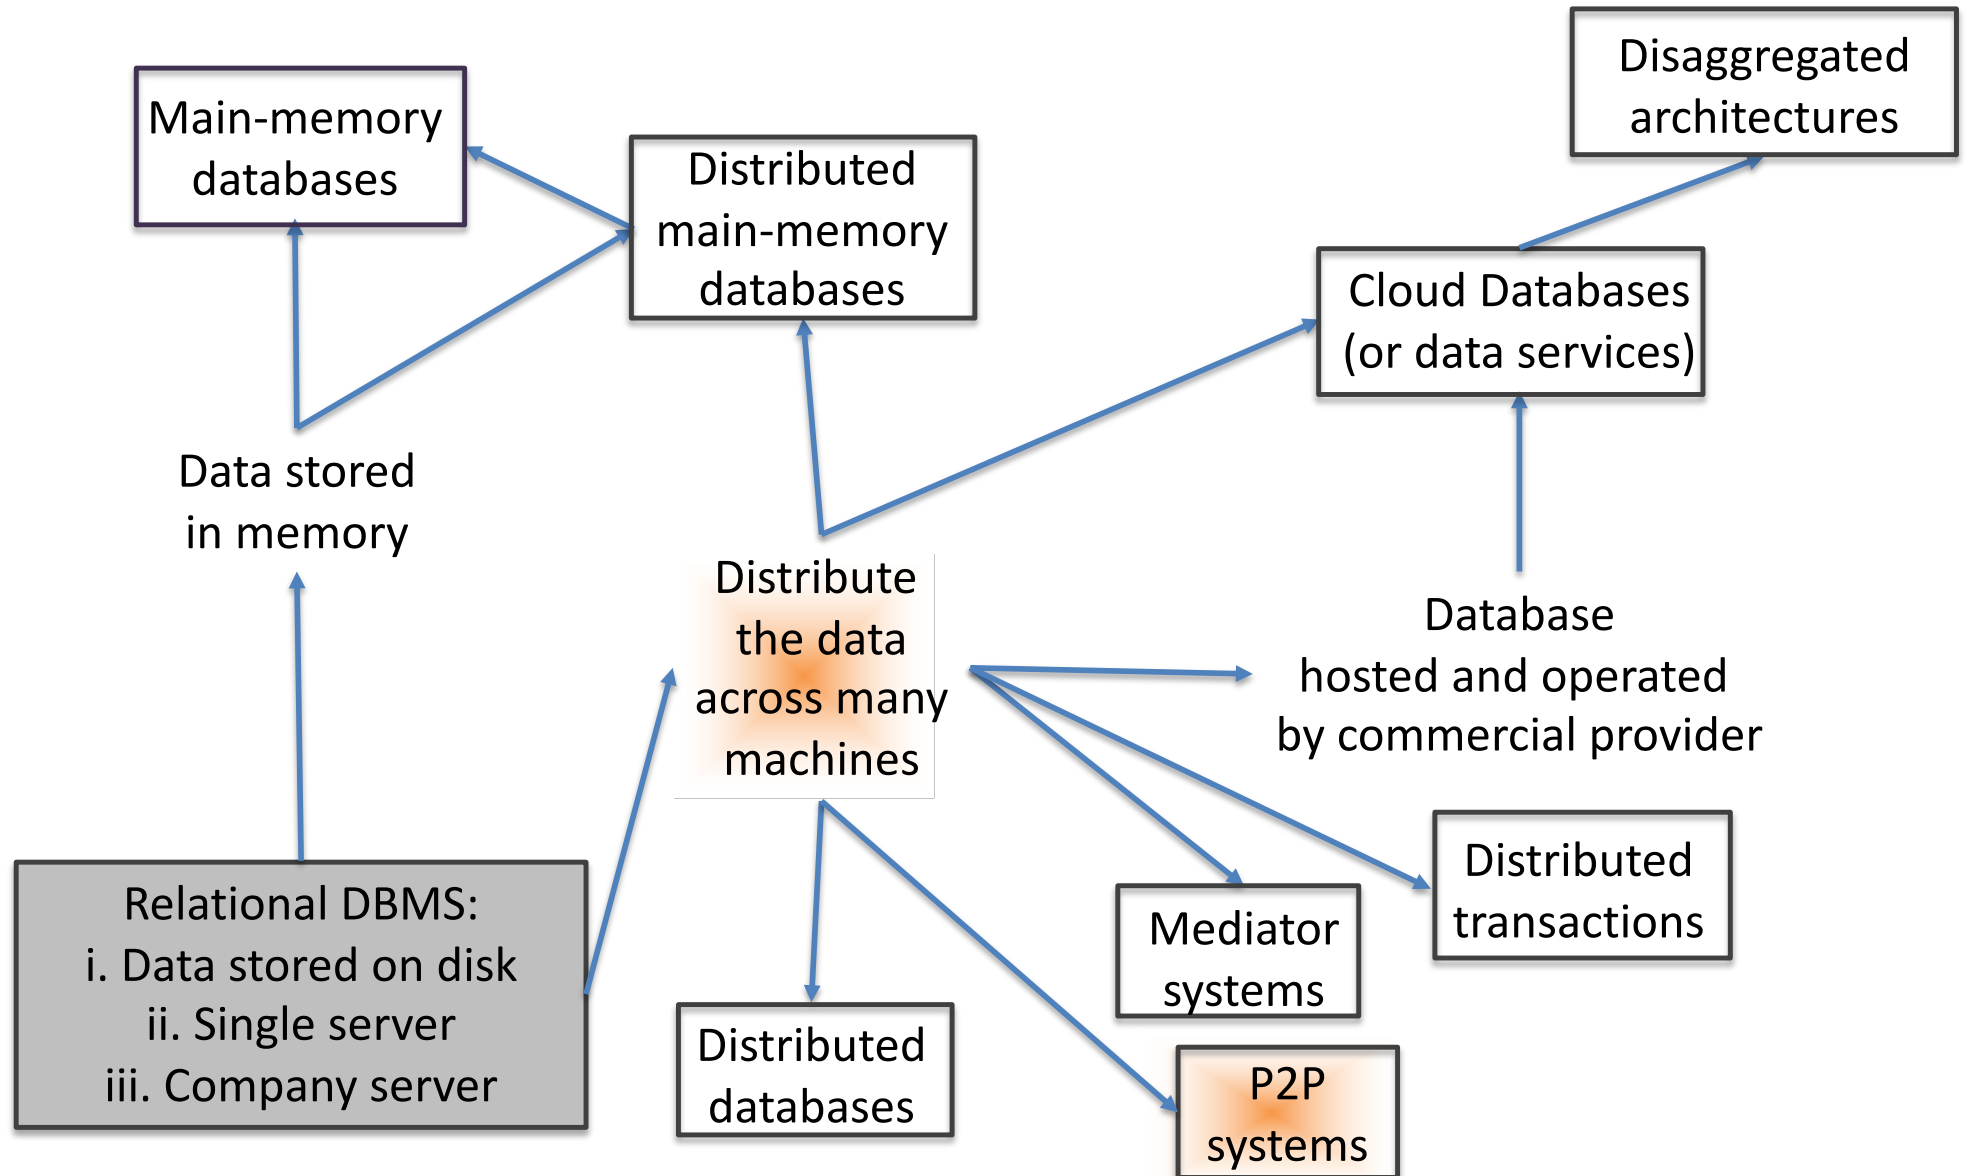 Disaggregated
architectures
Main-memory
databases
Distributed
main-memory
databases
Cloud Databases
(or data services)
Data stored
in memory
Distribute
the data
across many
machines
Database
hosted and operated
by commercial provider
Distributed
transactions
Relational DBMS:
i. Data stored on disk
ii. Single server
iii. Company server
Mediator
systems
Distributed
databases
P2P
systems